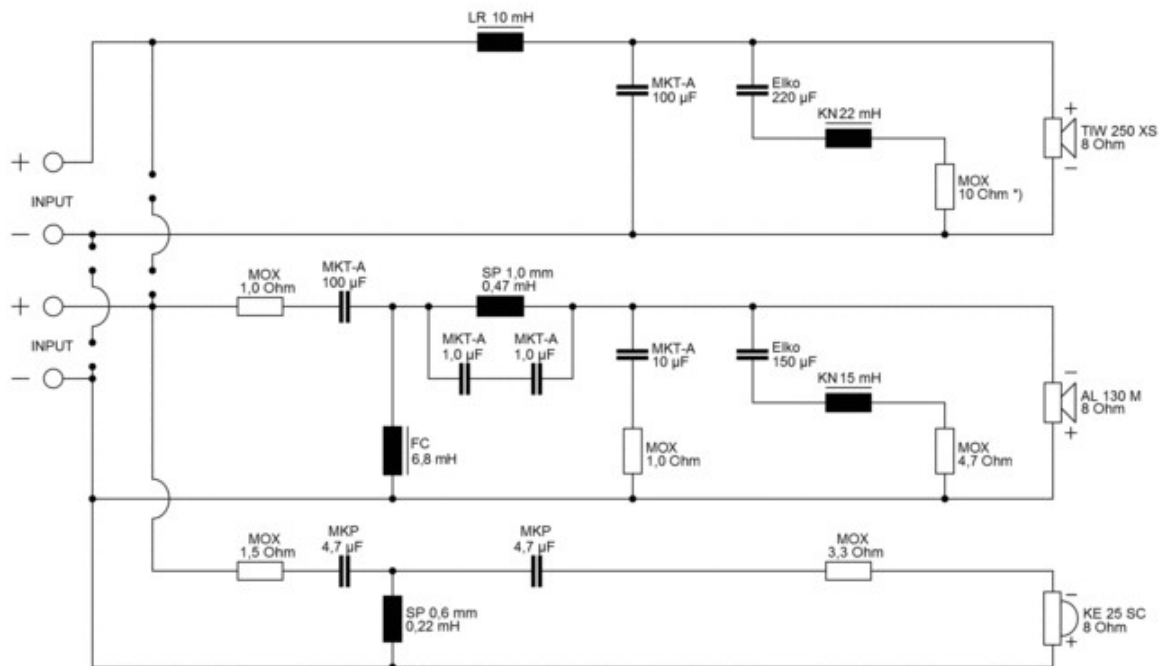 LR 10 mH
MKT-A
100 µF
Elko
220 µF
KN 22 mH
+
TIW 250 XS
8 Ohm
−
MOX
10 Ohm *)
+
INPUT
−
MOX
1,0 Ohm
MKT-A
100 µF
SP 1,0 mm
0,47 mH
MKT-A
1,0 µF
MKT-A
1,0 µF
MKT-A
10 µF
Elko
150 µF
KN 15 mH
−
AL 130 M
8 Ohm
+
+
INPUT
−
FC
6,8 mH
MOX
1,0 Ohm
MOX
4,7 Ohm
MOX
1,5 Ohm
MKP
4,7 µF
MKP
4,7 µF
MOX
3,3 Ohm
SP 0,6 mm
0,22 mH
−
KE 25 SC
8 Ohm
+